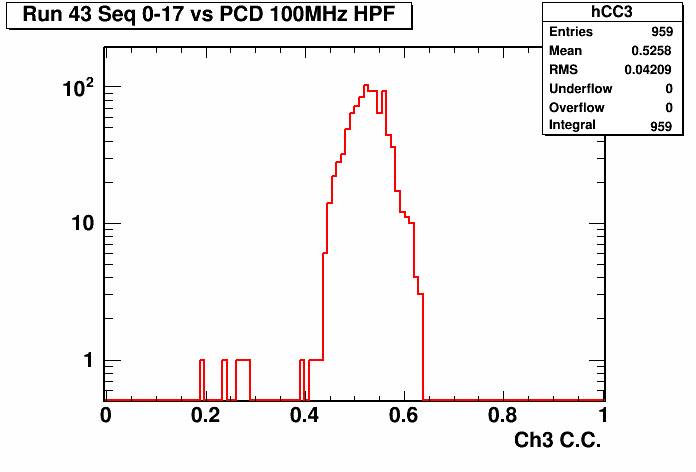 Run 43 Seq 0-17 vs PCD 100MHz HPF
hCC3
Entries 959
Mean 0.5258
RMS 0.04209
Underflow 0
Overflow 0
Integral 959
10²
10
1
0 0.2 0.4 0.6 0.8 1
Ch3 C.C.